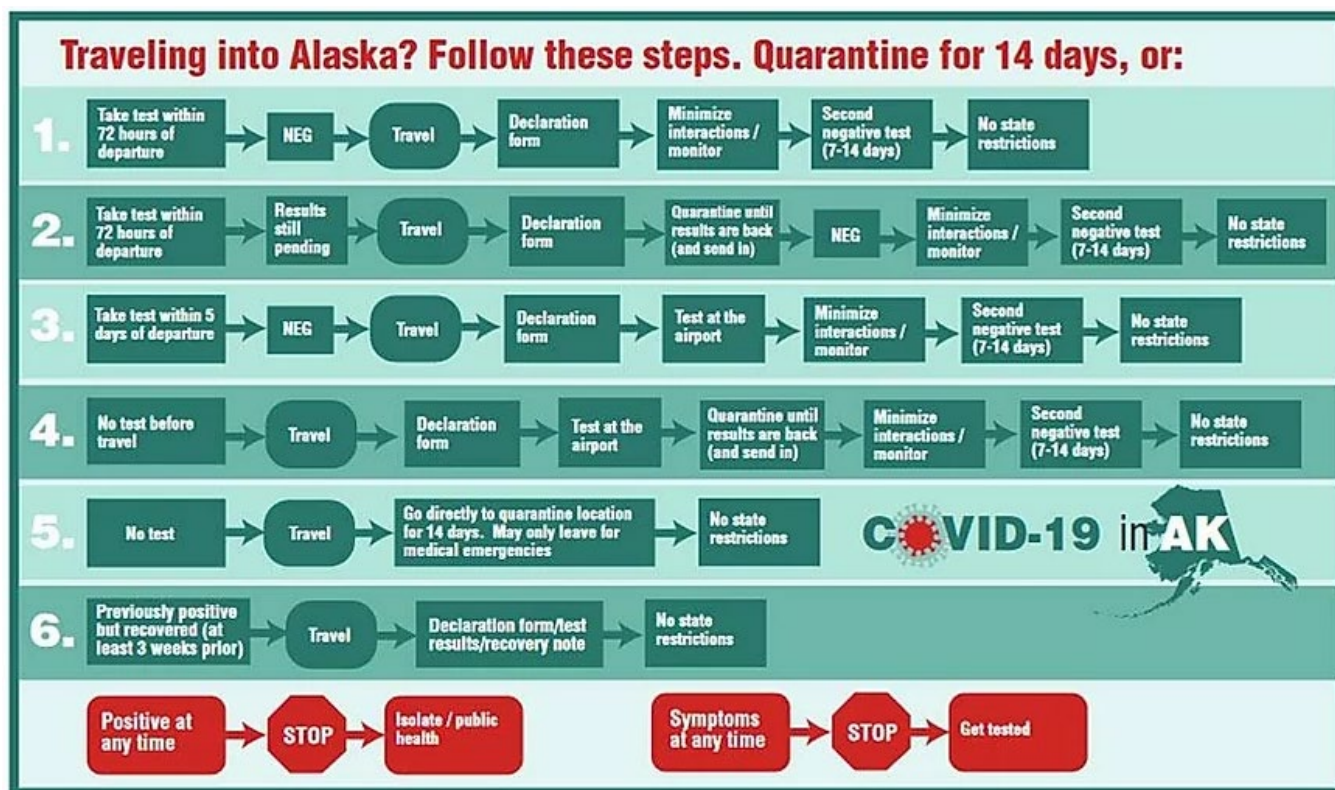 Traveling into Alaska? Follow these steps. Quarantine for 14 days, or:
1.
Take test within
72 hours of
departure
NEG
Travel
Declaration
form
Minimize
interactions /
monitor
Second
negative test
(7-14 days)
No state
restrictions
2.
Take test within
72 hours of
departure
Results
still
pending
Travel
Declaration
form
Quarantine until
results are back
(and send in)
NEG
Minimize
interactions /
monitor
Second
negative test
(7-14 days)
No state
restrictions
3.
Take test within 5
days of departure
NEG
Travel
Declaration
form
Test at the
airport
Minimize
interactions /
monitor
Second
negative test
(7-14 days)
No state
restrictions
4.
No test before
travel
Travel
Declaration
form
Test at the
airport
Quarantine until
results are back
(and send in)
Minimize
interactions /
monitor
Second
negative test
(7-14 days)
No state
restrictions
5.
No test
Travel
Go directly to quarantine location
for 14 days. May only leave for
medical emergencies
No state
restrictions
COVID-19 in AK
6.
Previously positive
but recovered (at
least 3 weeks prior)
Travel
Declaration form/test
results/recovery note
No state
restrictions
Positive at
any time
STOP
Isolate / public
health
Symptoms
at any time
STOP
Get tested